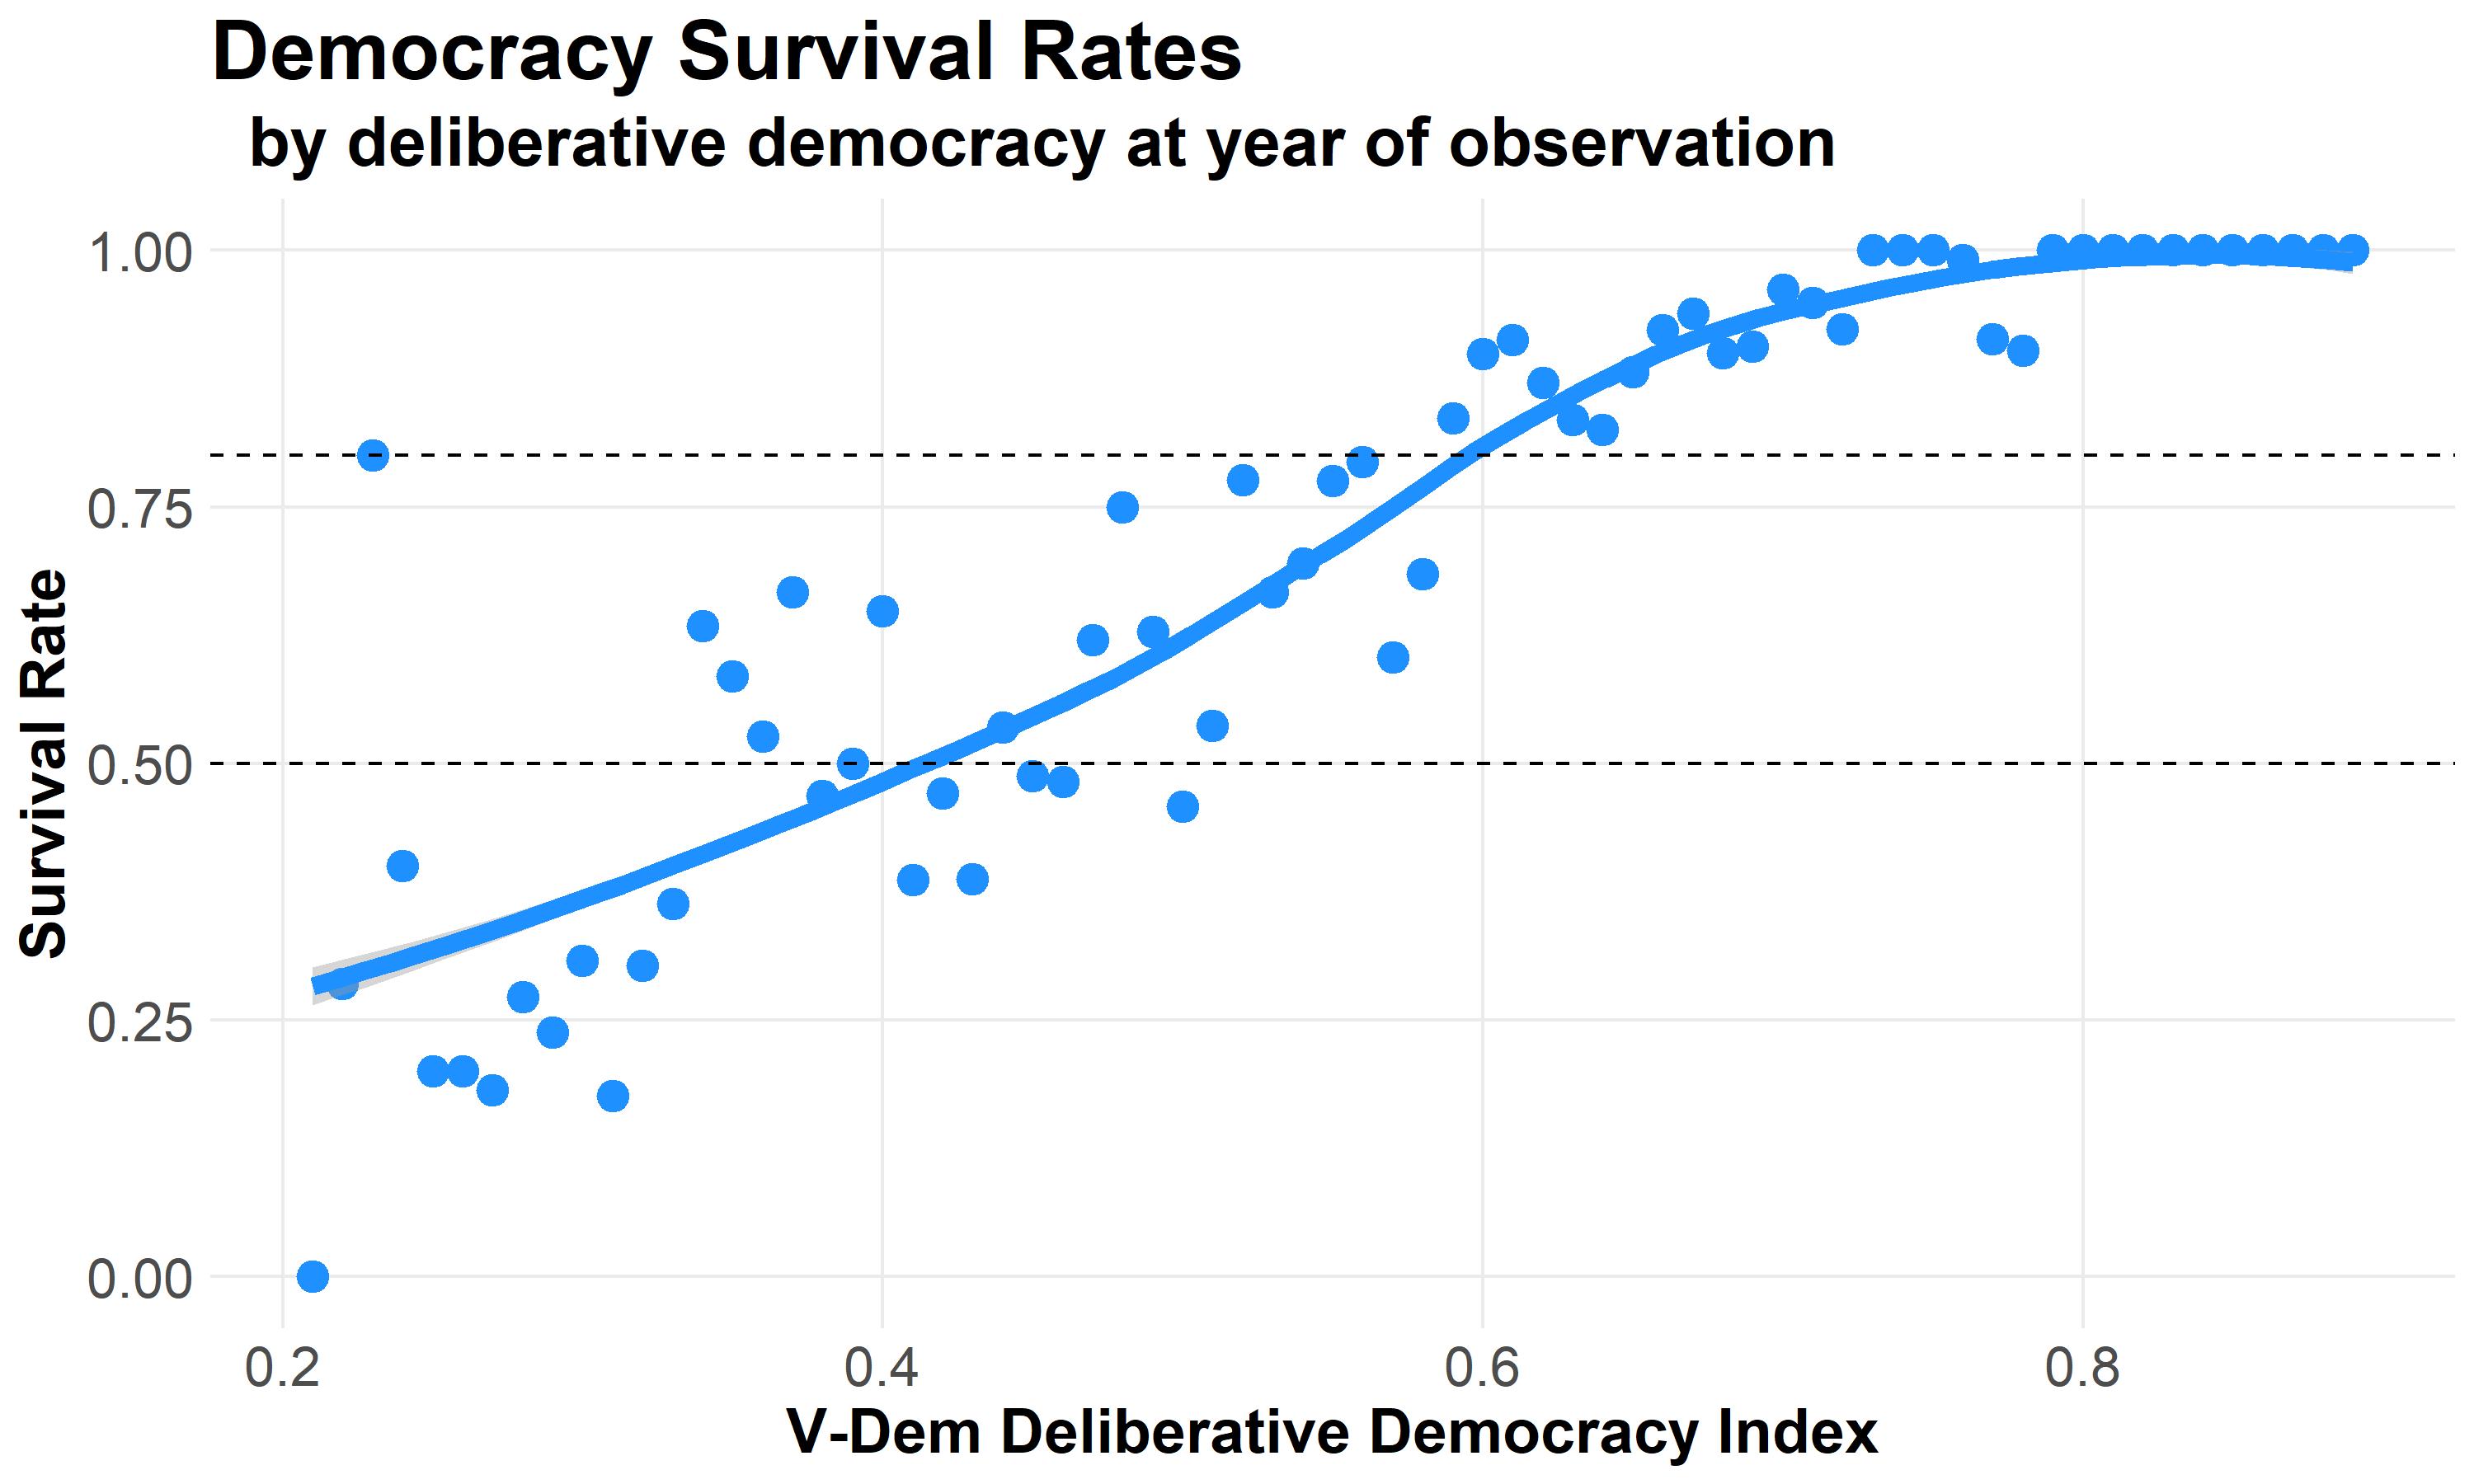 Democracy Survival Rates
by deliberative democracy at year of observation
1.00
0.75
0.50
0.25
0.00
Survival Rate
0.2 0.4 0.6 0.8
V-Dem Deliberative Democracy Index